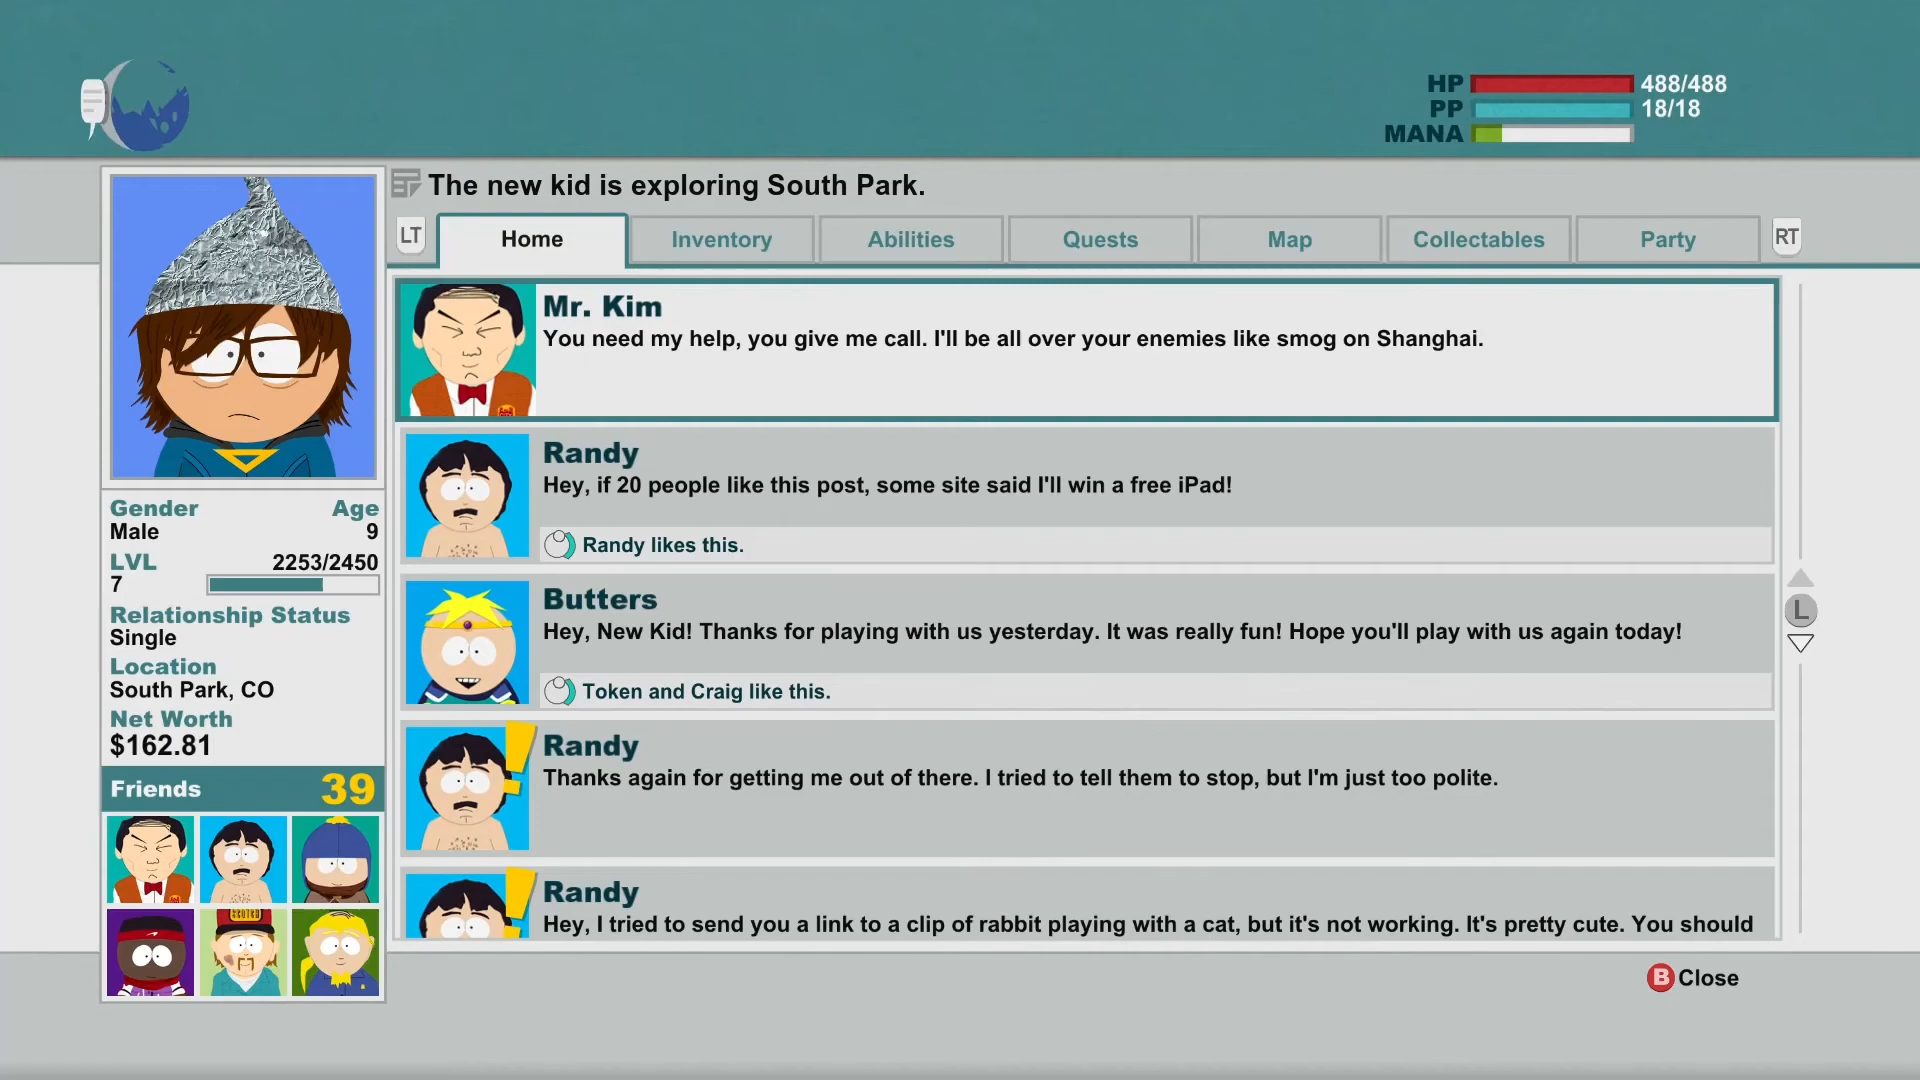 HP 488/488
PP 18/18
MANA
The new kid is exploring South Park.
LT Home Inventory Abilities Quests Map Collectables Party RT
Gender Age
Male 9
LVL 2253/2450
7
Relationship Status
Single
Location
South Park, CO
Net Worth
$162.81
Friends 39
Mr. Kim
You need my help, you give me call. I'll be all over your enemies like smog on Shanghai.
Randy
Hey, if 20 people like this post, some site said I'll win a free iPad!
Randy likes this.
Butters
Hey, New Kid! Thanks for playing with us yesterday. It was really fun! Hope you'll play with us again today!
Token and Craig like this.
Randy
Thanks again for getting me out of there. I tried to tell them to stop, but I'm just too polite.
Randy
Hey, I tried to send you a link to a clip of rabbit playing with a cat, but it's not working. It's pretty cute. You should
L
B Close